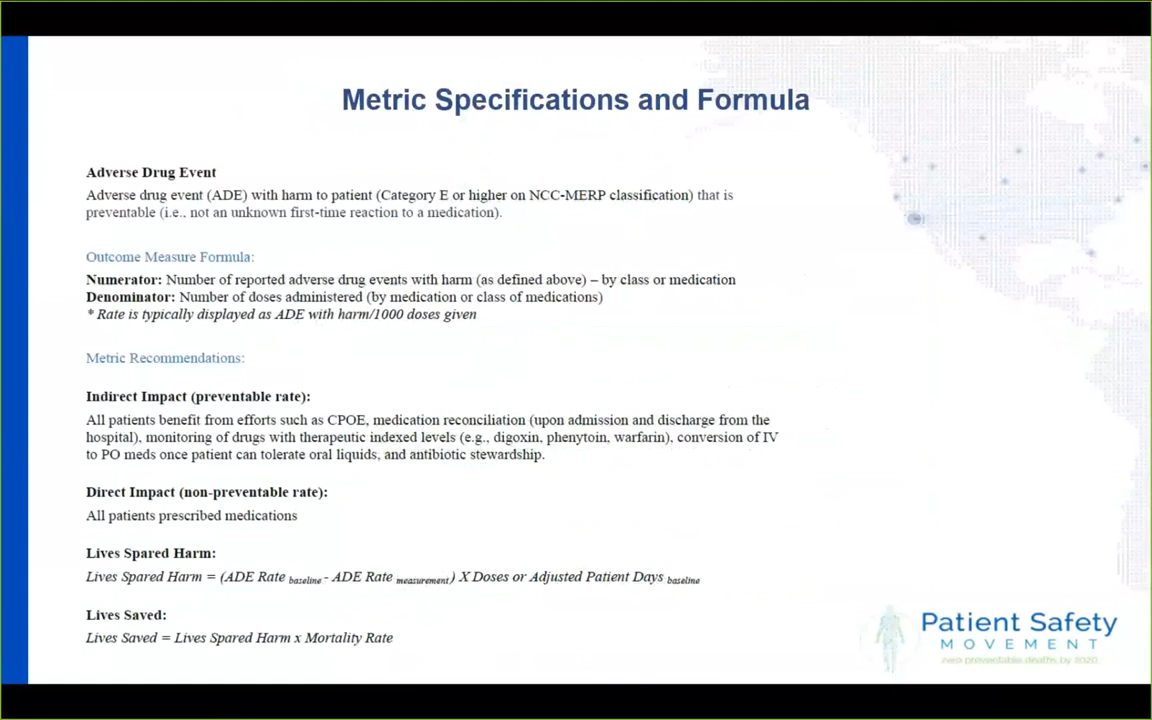 Metric Specifications and Formula
Adverse Drug Event
Adverse drug event (ADE) with harm to patient (Category E or higher on NCC-MERP classification) that is
preventable (i.e., not an unknown first-time reaction to a medication).
Outcome Measure Formula:
Numerator: Number of reported adverse drug events with harm (as defined above) – by class or medication
Denominator: Number of doses administered (by medication or class of medications)
* Rate is typically displayed as ADE with harm/1000 doses given
Metric Recommendations:
Indirect Impact (preventable rate):
All patients benefit from efforts such as CPOE, medication reconciliation (upon admission and discharge from the
hospital), monitoring of drugs with therapeutic indexed levels (e.g., digoxin, phenytoin, warfarin), conversion of IV
to PO meds once patient can tolerate oral liquids, and antibiotic stewardship.
Direct Impact (non-preventable rate):
All patients prescribed medications
Lives Spared Harm:
Lives Spared Harm = (ADE Rate baseline - ADE Rate measurement) X Doses or Adjusted Patient Days baseline
Lives Saved:
Lives Saved = Lives Spared Harm x Mortality Rate
Patient Safety
MOVEMENT
zero preventable deaths by 2020